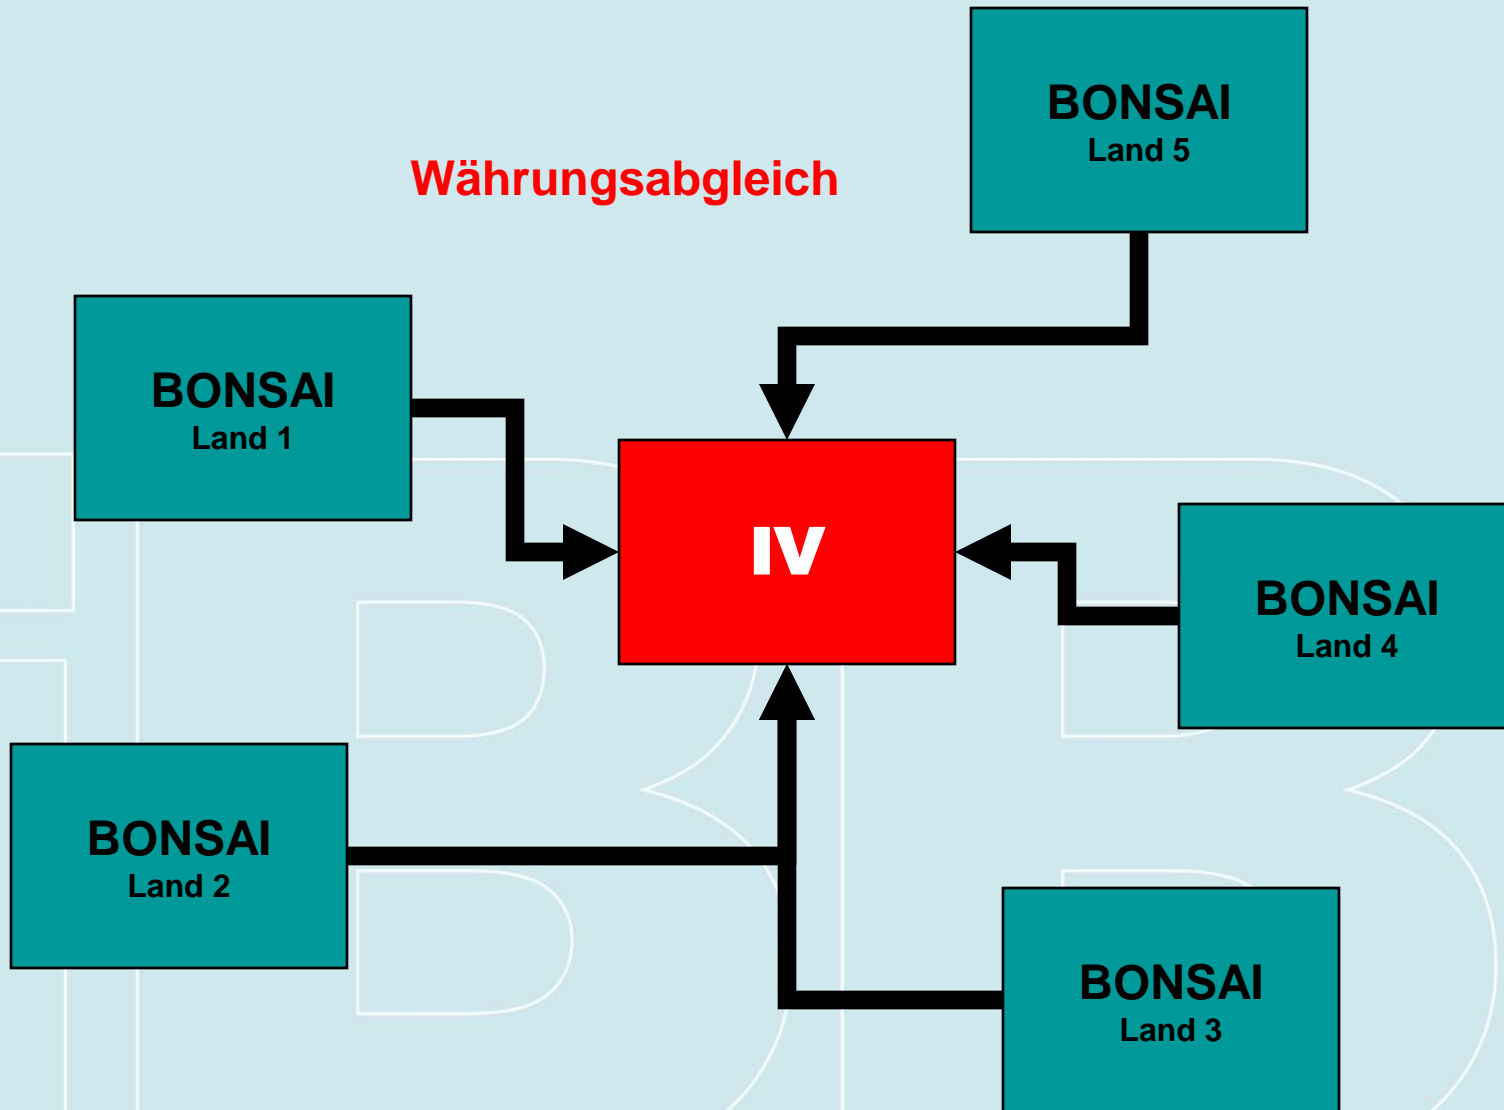 BONSAI
Land 5
Währungsabgleich
BONSAI
Land 1
IV
BONSAI
Land 4
BONSAI
Land 2
BONSAI
Land 3